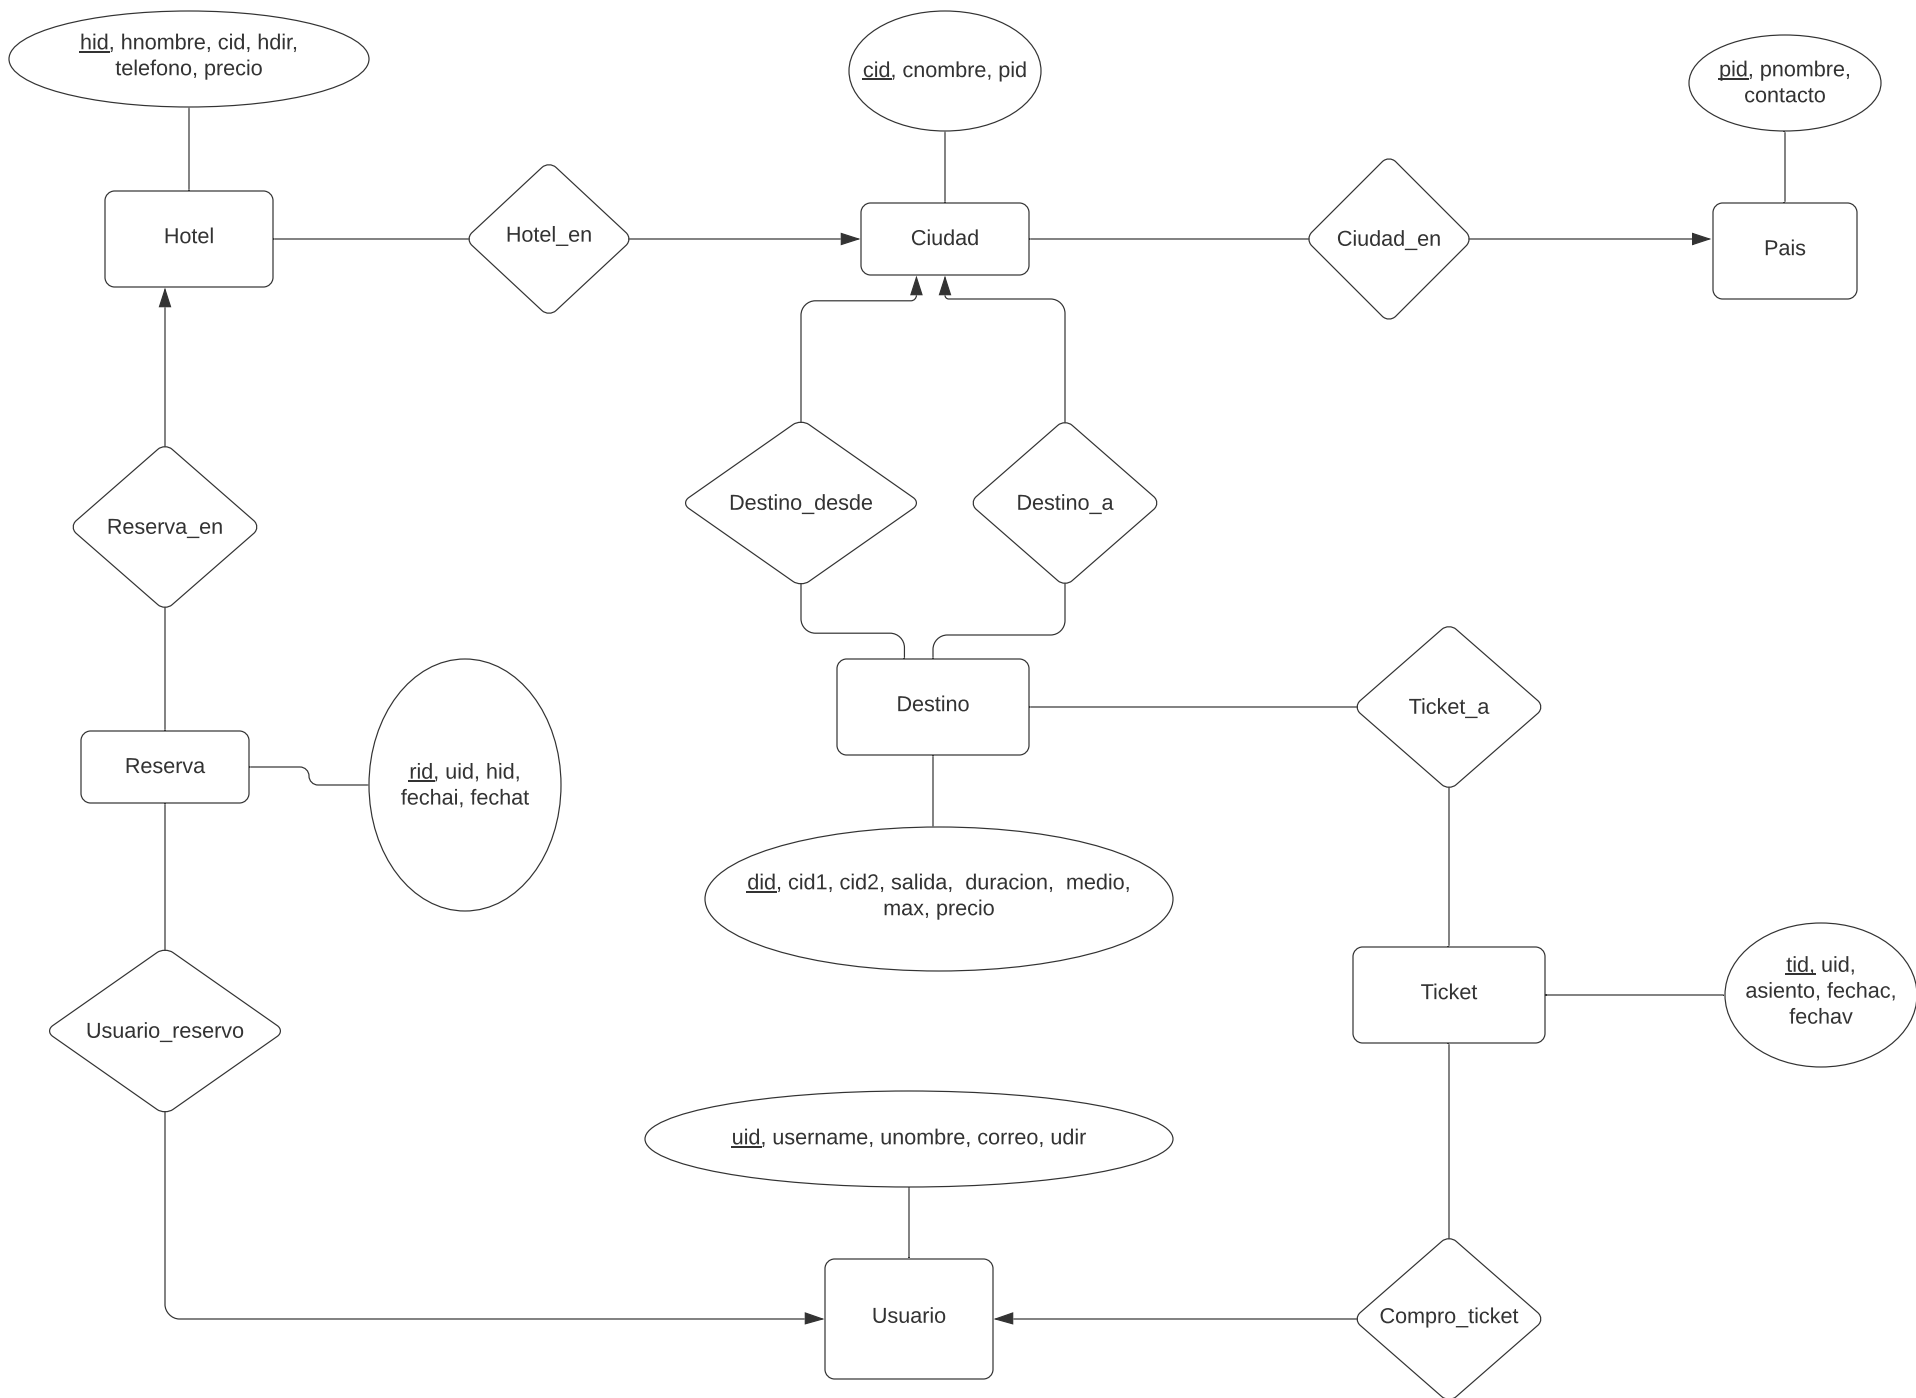 hid, hnombre, cid, hdir,
telefono, precio
cid, cnombre, pid
pid, pnombre,
contacto
Hotel
Hotel_en
Ciudad
Ciudad_en
Pais
Reserva_en
Destino_desde
Destino_a
Destino
Ticket_a
Reserva
rid, uid, hid,
fechai, fechat
did, cid1, cid2, salida,  duracion,  medio,
max, precio
Ticket
tid, uid,
asiento, fechac,
fechav
Usuario_reservo
uid, username, unombre, correo, udir
Usuario
Compro_ticket